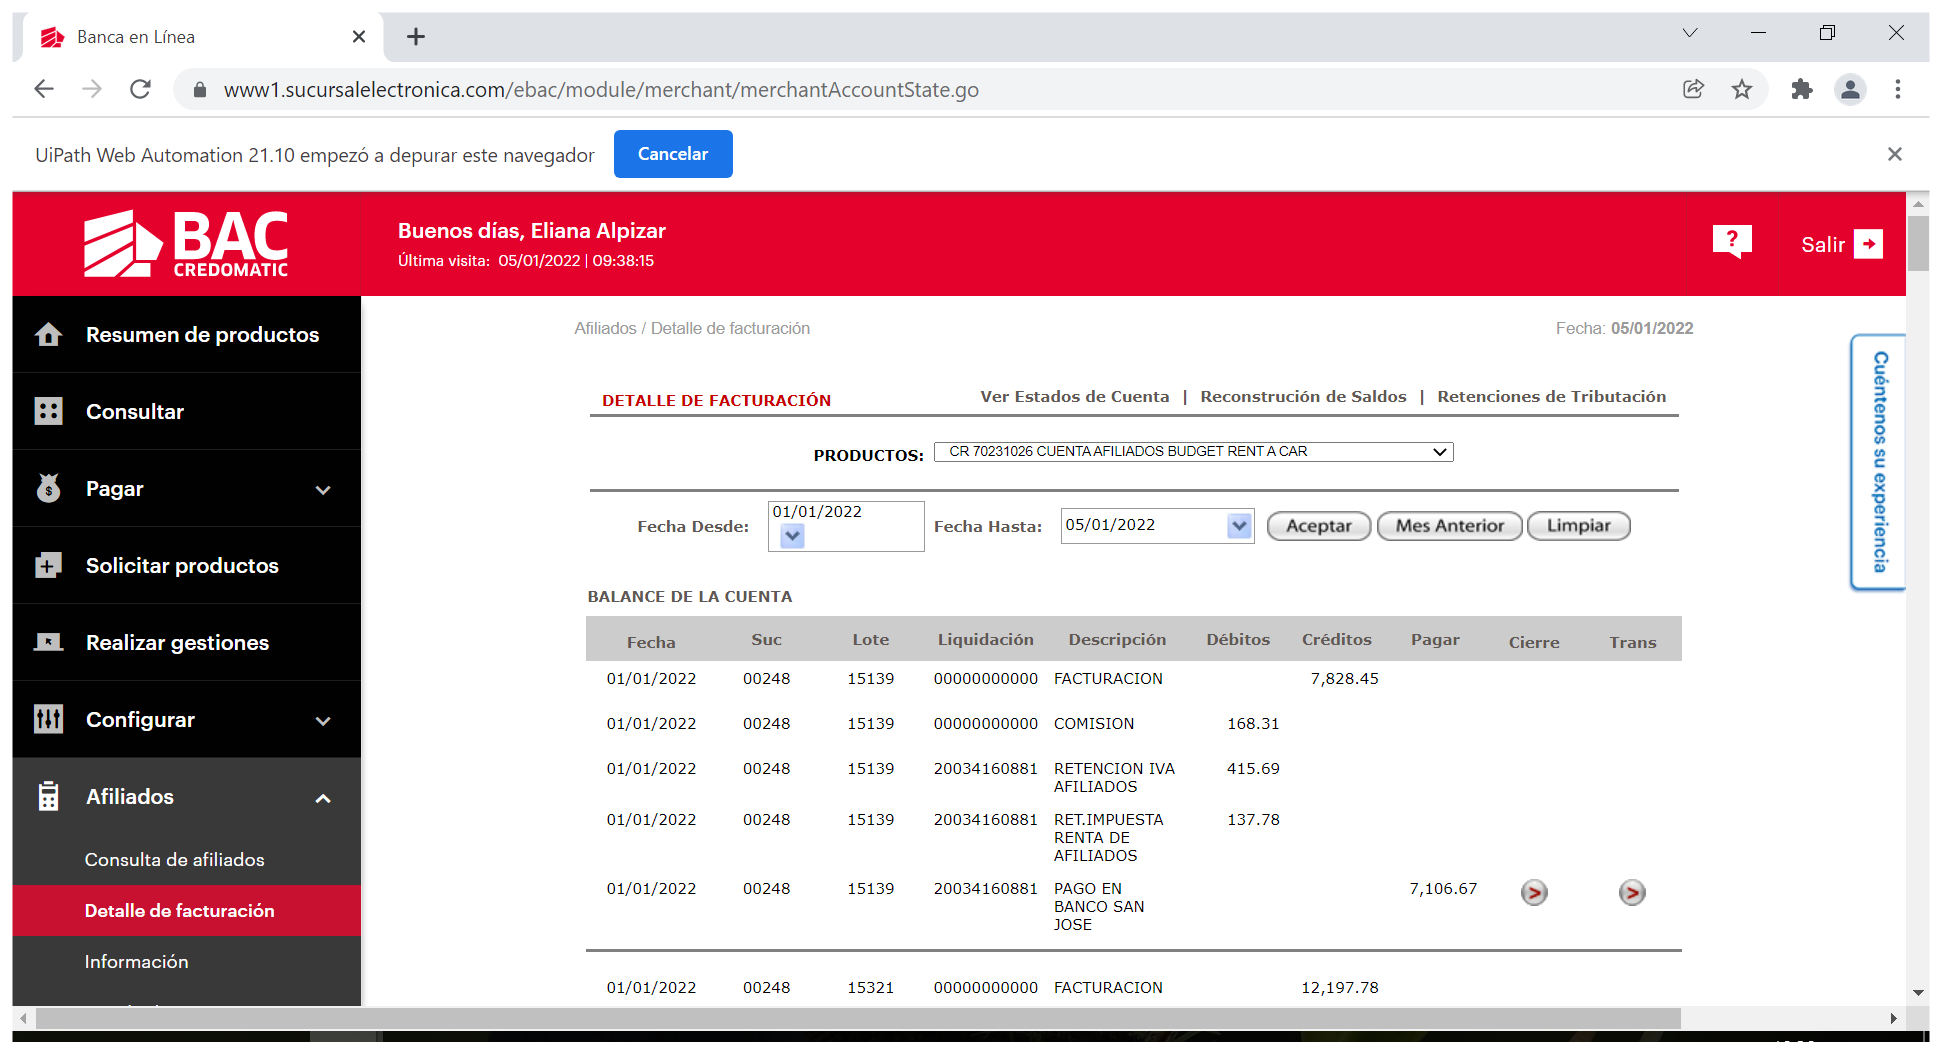 Banca en Línea
www1.sucursalelectronica.com/ebac/module/merchant/merchantAccountState.go
UiPath Web Automation 21.10 empezó a depurar este navegador Cancelar
BAC
CREDOMATIC
Buenos días, Eliana Alpizar
Última visita: 05/01/2022 | 09:38:15
?
Salir
Resumen de productos
Consultar
Pagar
Solicitar productos
Realizar gestiones
Configurar
Afiliados
Consulta de afiliados
Detalle de facturación
Información
Afiliados / Detalle de facturación Fecha: 05/01/2022
Cuéntenos su experiencia
DETALLE DE FACTURACIÓN Ver Estados de Cuenta | Reconstrución de Saldos | Retenciones de Tributación
PRODUCTOS: CR 70231026 CUENTA AFILIADOS BUDGET RENT A CAR
Fecha Desde: 01/01/2022 Fecha Hasta: 05/01/2022 Aceptar Mes Anterior Limpiar
BALANCE DE LA CUENTA
Fecha Suc Lote Liquidación Descripción Débitos Créditos Pagar Cierre Trans
01/01/2022 00248 15139 00000000000 FACTURACION 7,828.45
01/01/2022 00248 15139 00000000000 COMISION 168.31
01/01/2022 00248 15139 20034160881 RETENCION IVA 415.69
AFILIADOS
01/01/2022 00248 15139 20034160881 RET.IMPUESTA 137.78
RENTA DE
AFILIADOS
01/01/2022 00248 15139 20034160881 PAGO EN 7,106.67
BANCO SAN
JOSE
01/01/2022 00248 15321 00000000000 FACTURACION 12,197.78